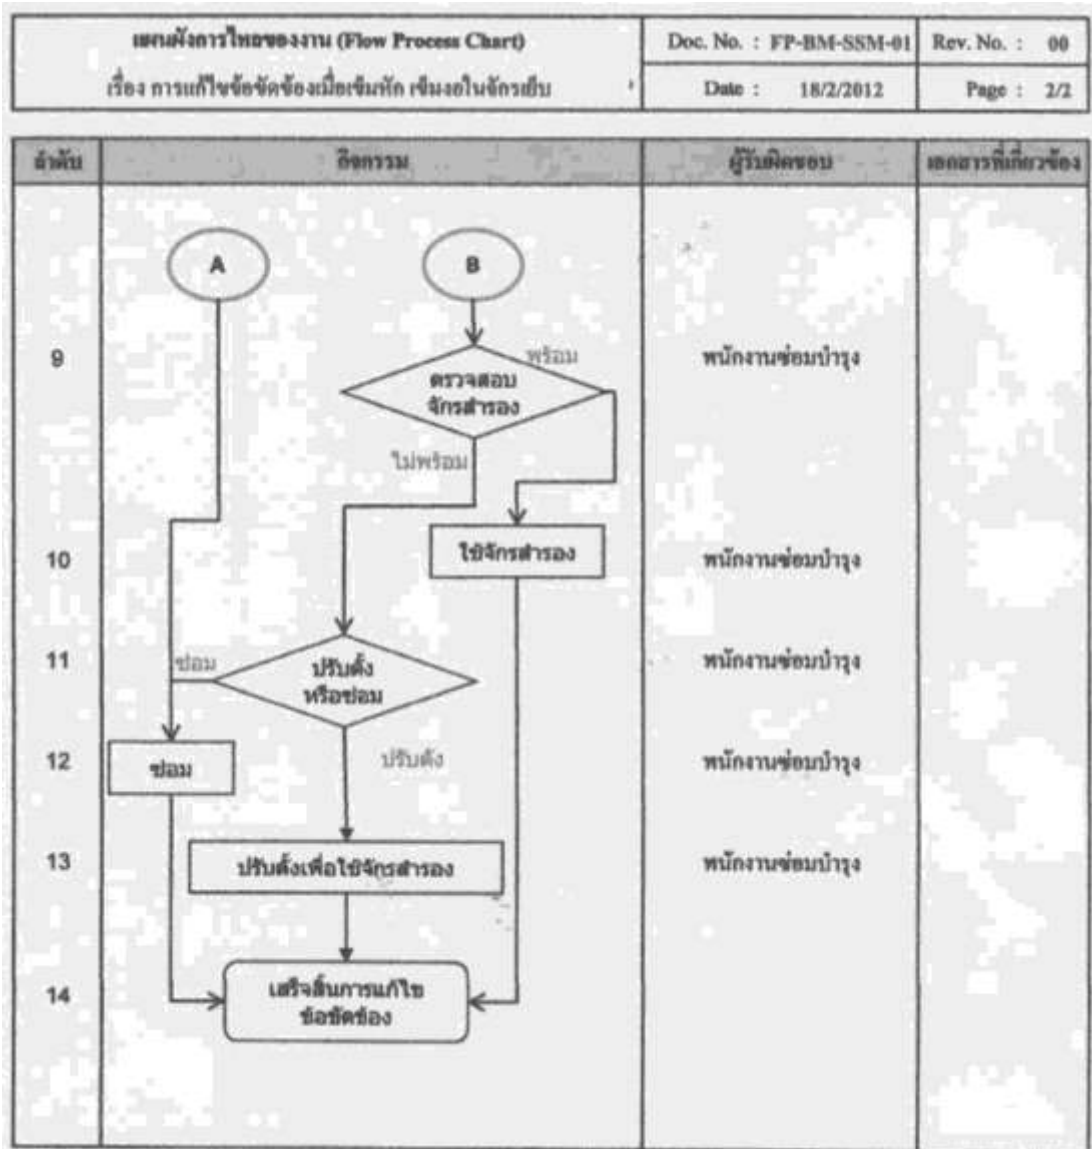 แผนผังการไหลของงาน (Flow Process Chart)
เรื่อง การแก้ไขข้อขัดข้องเมื่อเข็มหัก เข็มงอในจักรเย็บ
Doc. No. : FP-BM-SSM-01
Rev. No. : 00
Date : 18/2/2012
Page : 2/2
ลำดับ กิจกรรม ผู้รับผิดชอบ เอกสารที่เกี่ยวข้อง
A
B
9
พร้อม
ตรวจสอบ
จักรสำรอง
พนักงานซ่อมบำรุง
ไม่พร้อม
10
ใช้จักรสำรอง
พนักงานซ่อมบำรุง
11
ซ่อม
ปรับตั้ง
หรือซ่อม
พนักงานซ่อมบำรุง
12
ซ่อม
ปรับตั้ง
พนักงานซ่อมบำรุง
13
ปรับตั้งเพื่อใช้จักรสำรอง
พนักงานซ่อมบำรุง
14
เสร็จสิ้นการแก้ไข
ข้อขัดข้อง